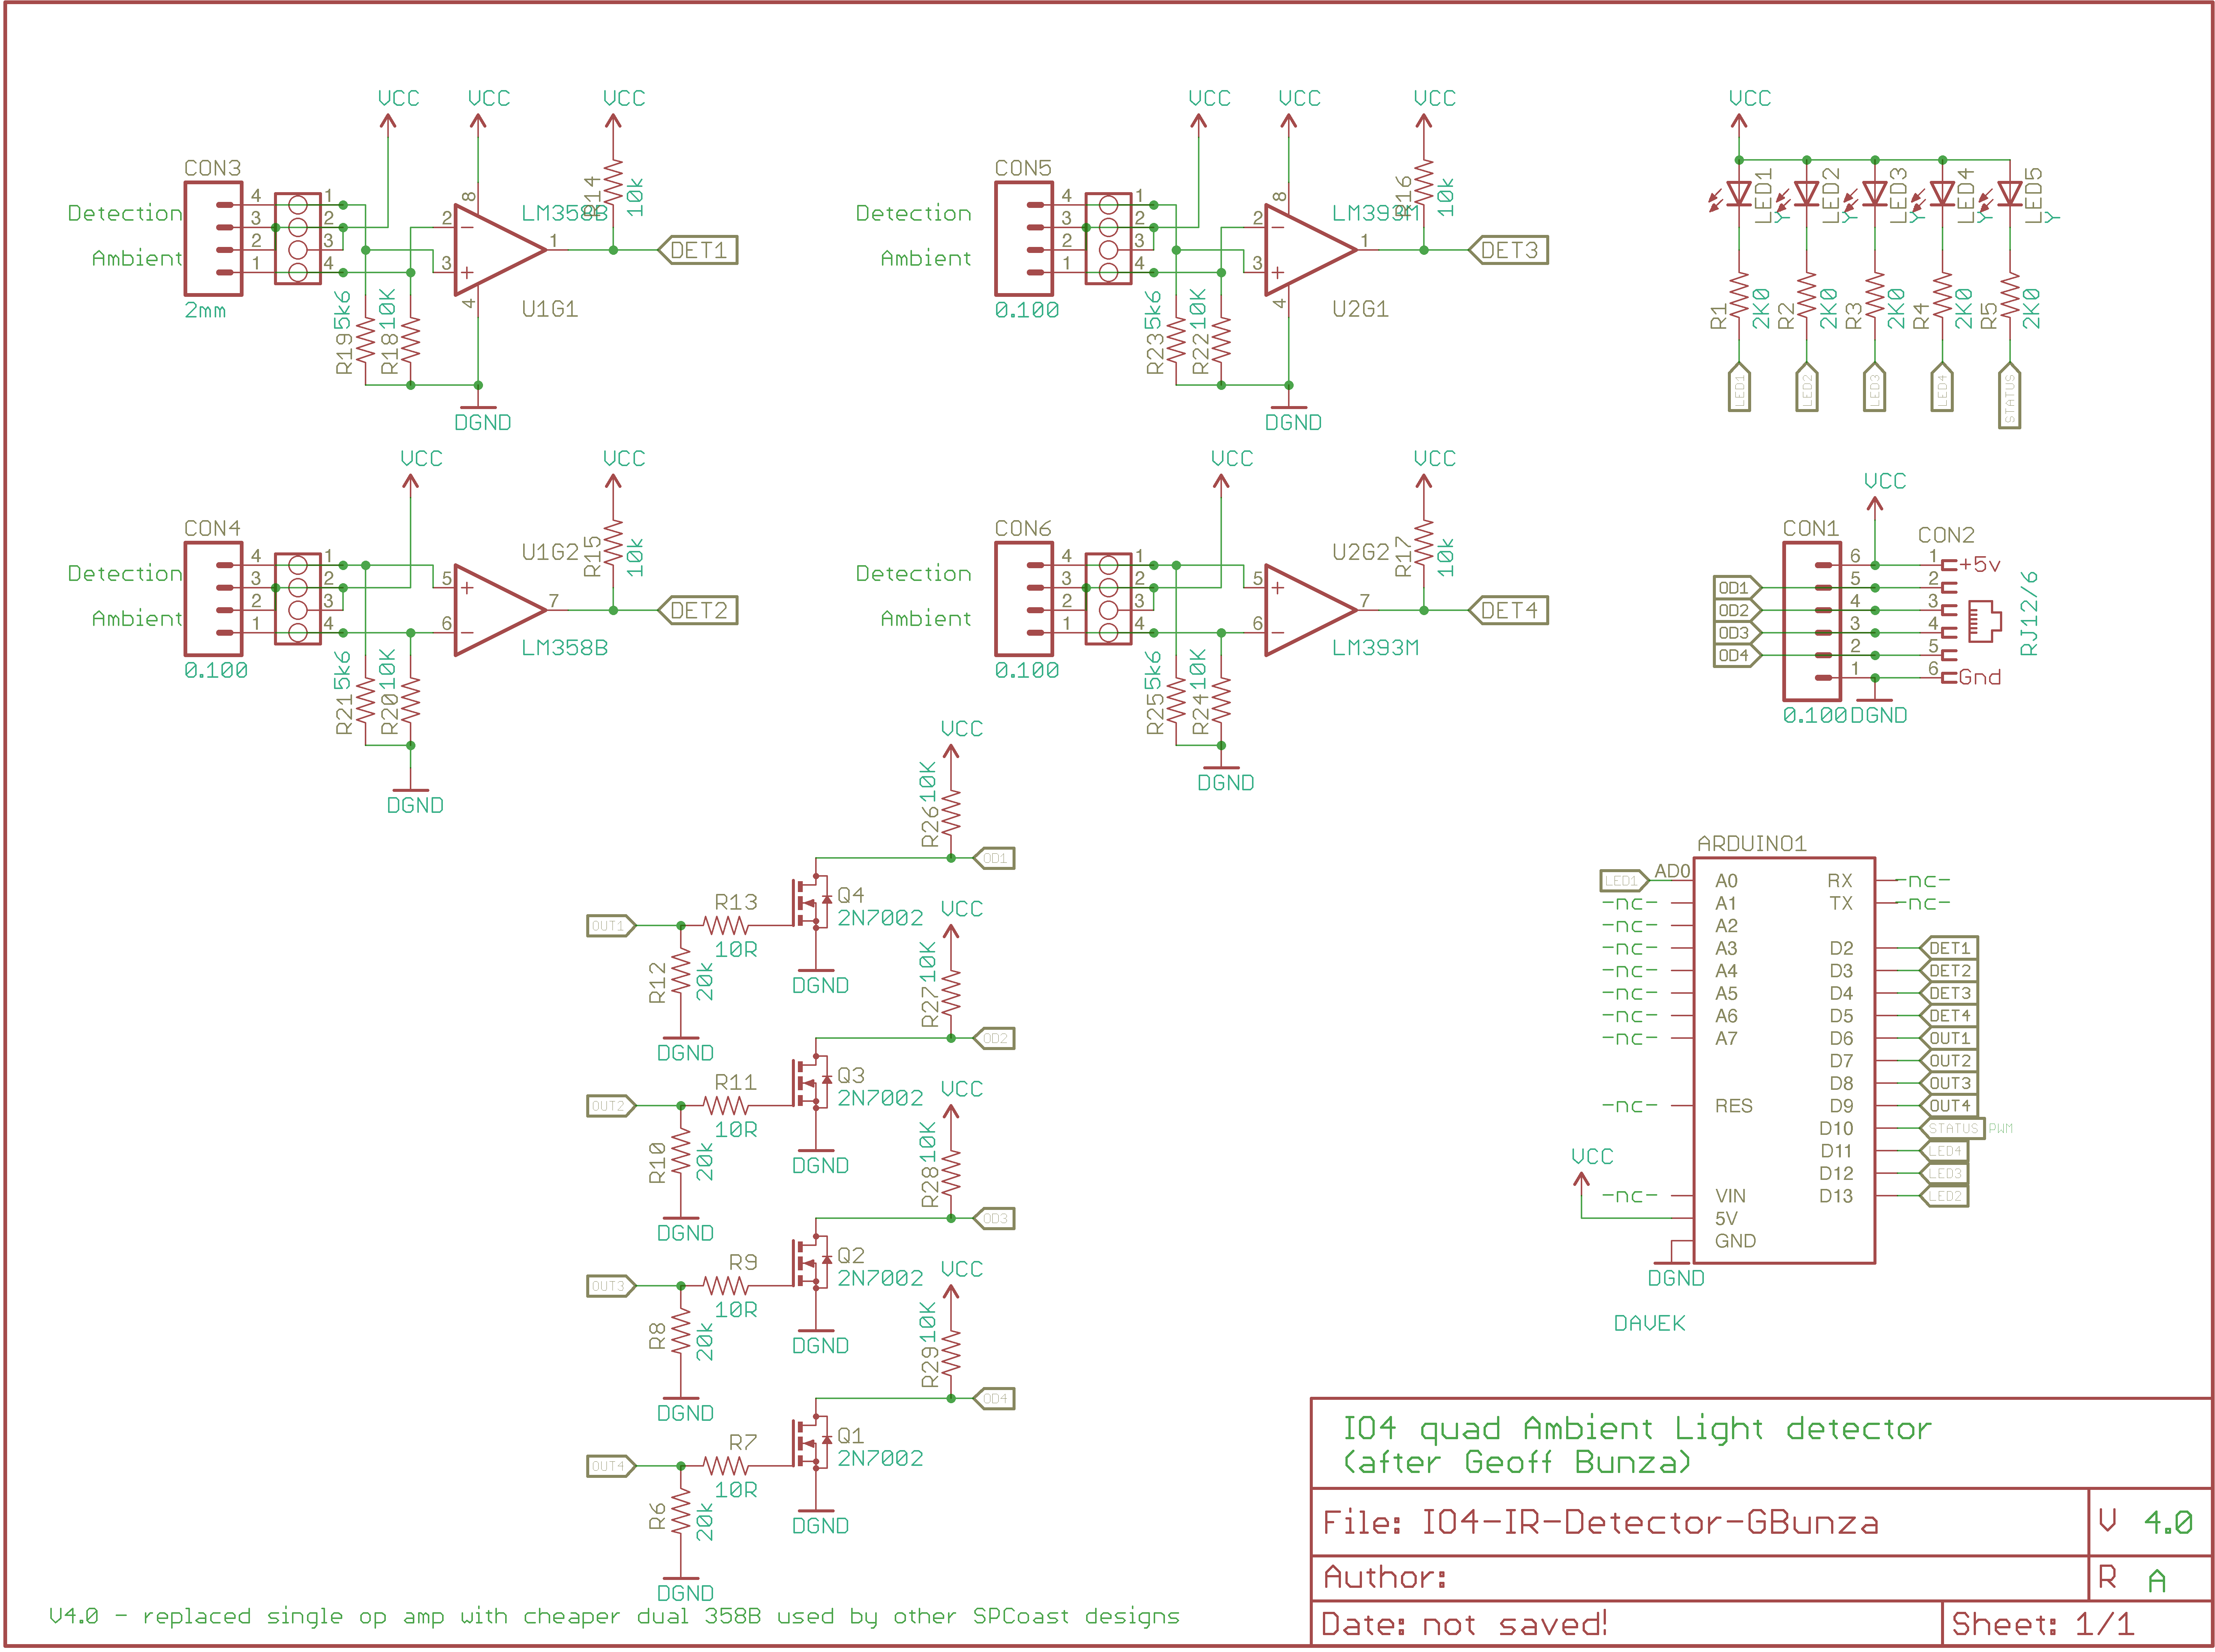 VCC VCC VCC
CON3
Detection
Ambient
4 3 2 1
1 2 3 4
2mm
R19 5k6
R18 10K
8
2
3
1
4
LM358B
R14 10k
DET1
U1G1
DGND
VCC VCC VCC
CON5
Detection
Ambient
4 3 2 1
1 2 3 4
0.100
R23 5k6
R22 10K
8
2
3
1
4
LM393M
R16 10k
DET3
U2G1
DGND
VCC
LED1 Y
LED2 Y
LED3 Y
LED4 Y
LED5 Y
R1 2K0
R2 2K0
R3 2K0
R4 2K0
R5 2K0
LED1
LED2
LED3
LED4
STATUS
VCC VCC
CON4
Detection
Ambient
4 3 2 1
1 2 3 4
0.100
R21 5k6
R20 10K
5
6
7
U1G2
LM358B
R15 10k
DET2
DGND
VCC VCC
CON6
Detection
Ambient
4 3 2 1
1 2 3 4
0.100
R25 5k6
R24 10K
5
6
7
U2G2
LM393M
R17 10k
DET4
DGND
VCC
CON1
CON2
6 1 +5v
OD1 5 2
OD2 4 3
OD3 3 4
OD4 2 5
1 6 Gnd
RJ12/6
0.100 DGND
VCC
R26 10K
OD1
Q4
2N7002
OUT1
R13
10R
R12 20k
DGND
DGND
VCC
R27 10K
OD2
Q3
2N7002
OUT2
R11
10R
R10 20k
DGND
DGND
VCC
R28 10K
OD3
Q2
2N7002
OUT3
R9
10R
R8 20k
DGND
DGND
VCC
R29 10K
OD4
Q1
2N7002
OUT4
R7
10R
R6 20k
DGND
DGND
ARDUINO1
LED1 AD0 A0 RX -nc-
-nc- A1 TX -nc-
-nc- A2
-nc- A3 D2 DET1
-nc- A4 D3 DET2
-nc- A5 D4 DET3
-nc- A6 D5 DET4
-nc- A7 D6 OUT1
D7 OUT2
D8 OUT3
-nc- RES D9 OUT4
D10 STATUS PWM
D11 LED4
VCC
D12 LED3
-nc- VIN D13 LED2
5V
GND
DGND
DAVEK
IO4 quad Ambient Light detector
(after Geoff Bunza)
File: IO4-IR-Detector-GBunza
V 4.0
Author:
R A
Date: not saved!
Sheet: 1/1
V4.0 - replaced single op amp with cheaper dual 358B used by other SPCoast designs